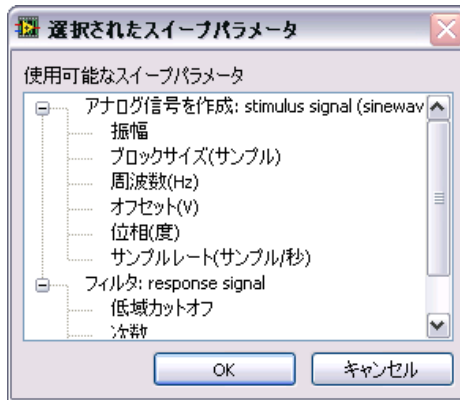 選択されたスイープパラメータ
使用可能なスイープパラメータ
アナログ信号を作成: stimulus signal (sinewav
振幅
ブロックサイズ(サンプル)
周波数(Hz)
オフセット(V)
位相(度)
サンプルレート(サンプル/秒)
フィルタ: response signal
低域カットオフ
次数
OK キャンセル